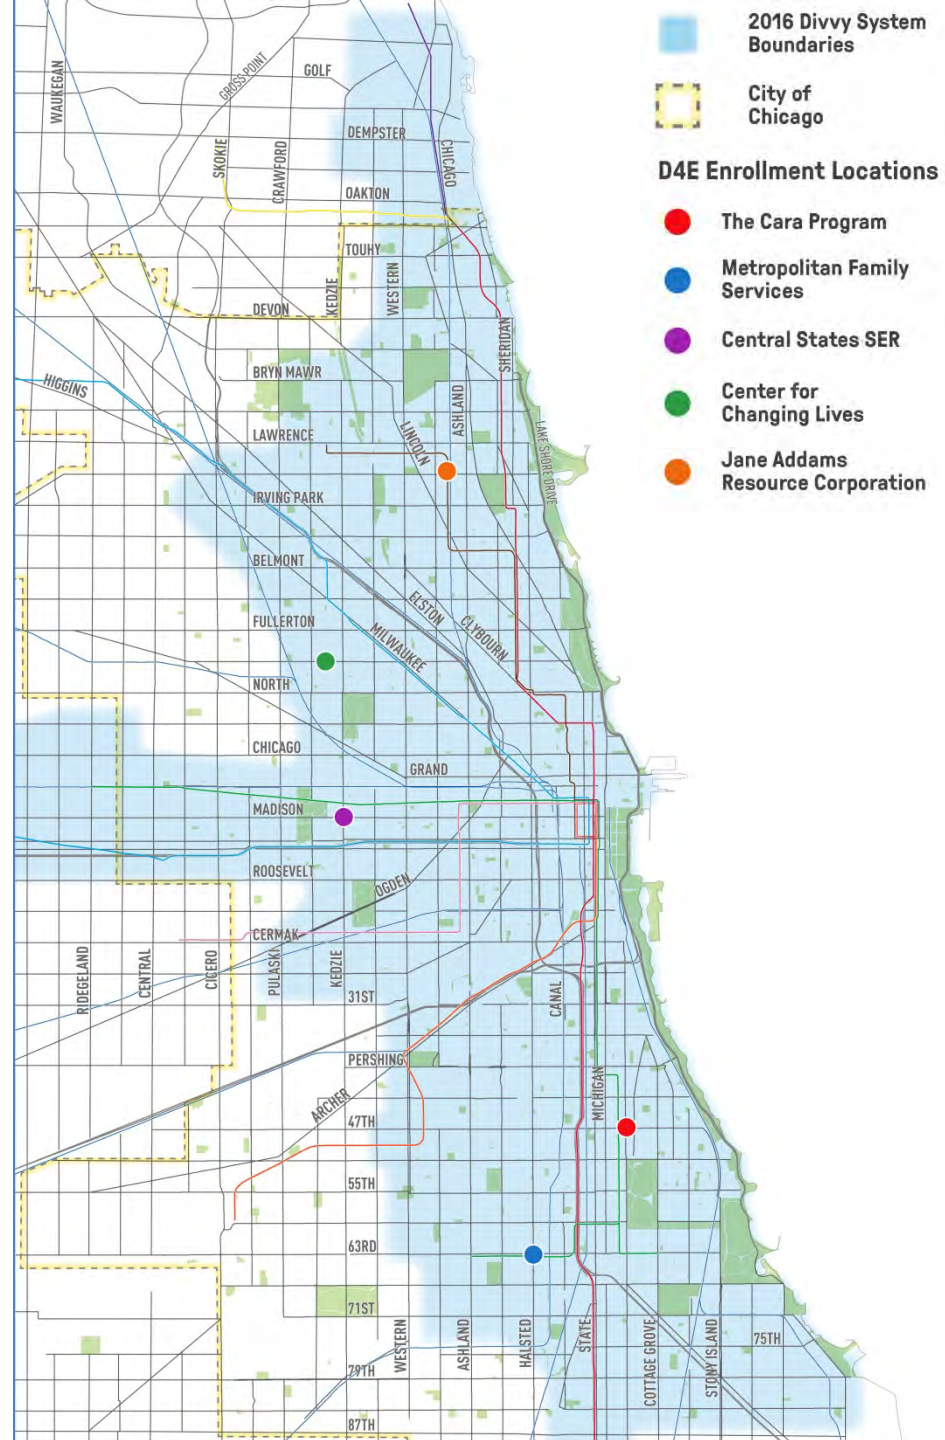 2016 Divvy System
Boundaries
City of
Chicago
D4E Enrollment Locations
The Cara Program
Metropolitan Family
Services
Central States SER
Center for
Changing Lives
Jane Addams
Resource Corporation
WAUKEGAN
GROSS POINT
GOLF
DEMPSTER
SKOKIE
CRAWFORD
CHICAGO
OAKTON
TOUHY
KEDZIE
WESTERN
DEVON
SHERIDAN
BRYN MAWR
HIGGINS
ASHLAND
LAWRENCE
LINCOLN
LAKE SHORE DRIVE
IRVING PARK
BELMONT
ELSTON
CLYBOURN
FULLERTON
MILWAUKEE
NORTH
CHICAGO
GRAND
MADISON
ROOSEVELT
OGDEN
CERMAK
RIDGELAND
CENTRAL
CICERO
PULASKI
KEDZIE
31ST
CANAL
PERSHING
ARCHER
MICHIGAN
47TH
55TH
63RD
71ST
WESTERN
ASHLAND
HALSTED
STATE
COTTAGE GROVE
STONY ISLAND
75TH
79TH
87TH